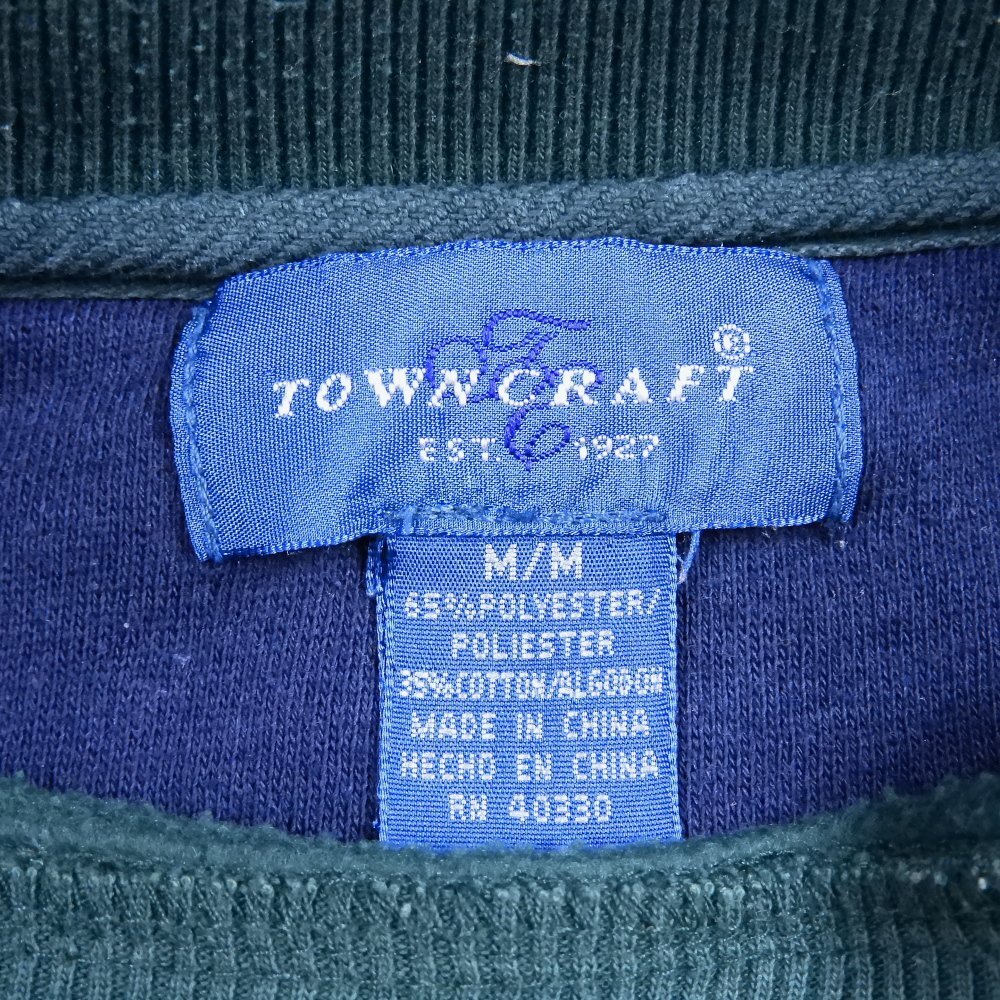 TOWNCRAFT®
EST. 1927
M/M
65%POLYESTER/
POLIESTER
35%COTTON/ALGODON
MADE IN CHINA
HECHO EN CHINA
RN 40330